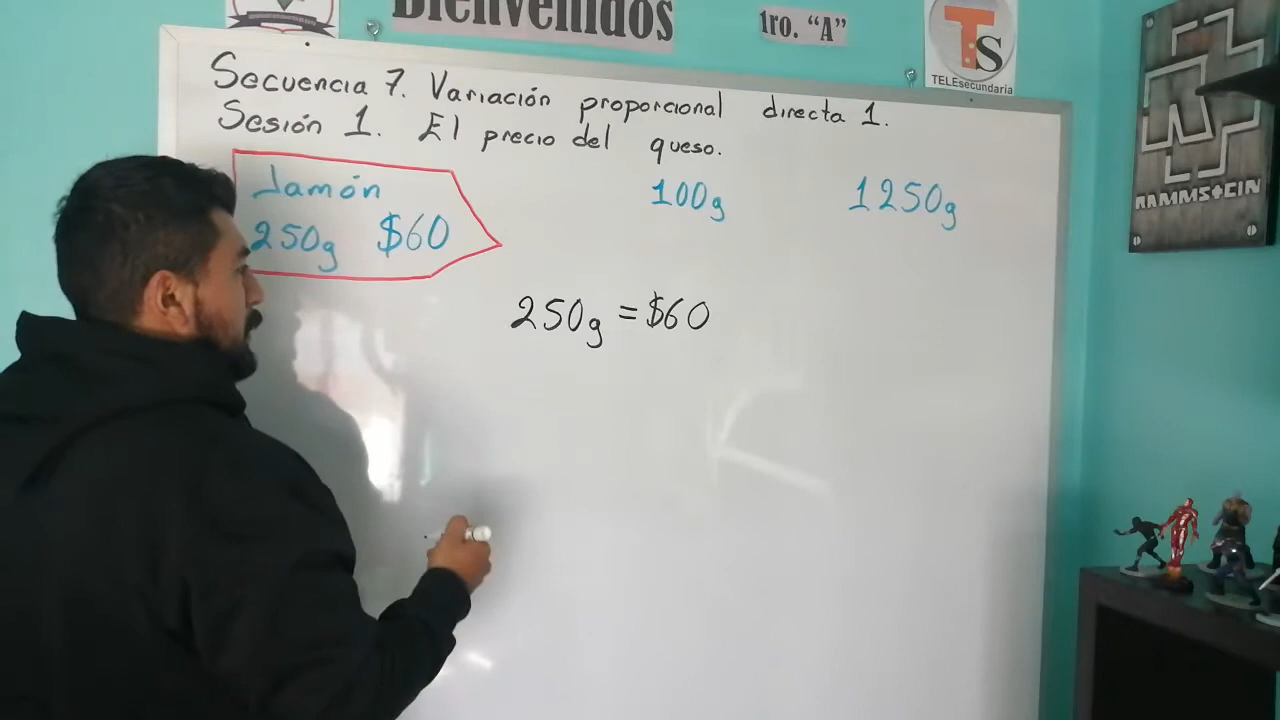 Bienvenidos
1ro. “A”
TS
TELEsecundaria
Secuencia 7. Variación proporcional directa 1.
Sesión 1. El precio del queso.
Jamón
250g $60
100g
1250g
250g = $60
RAMMSTEIN